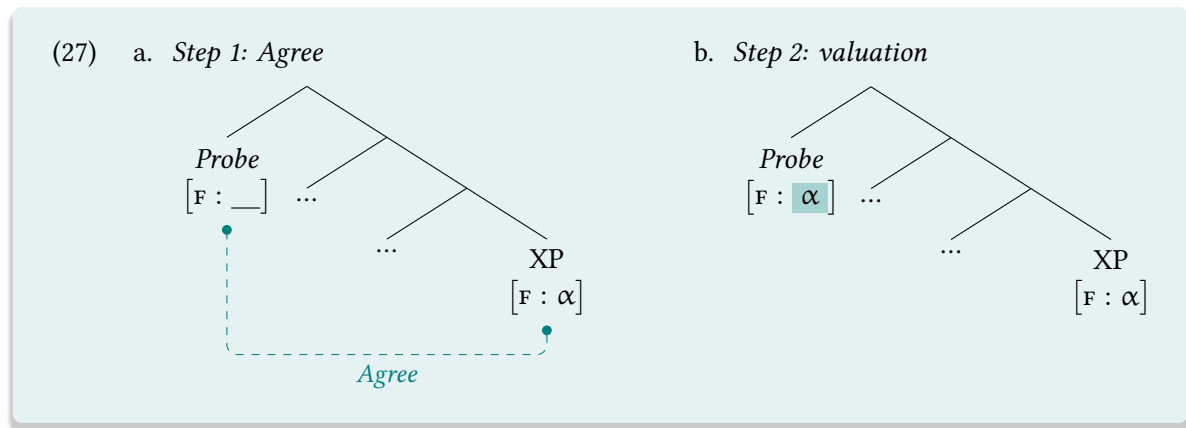 (27) a. Step 1: Agree b. Step 2: valuation
Probe Probe
[F : __] ... [F : α] ...
... ...
XP XP
[F : α] [F : α]
Agree